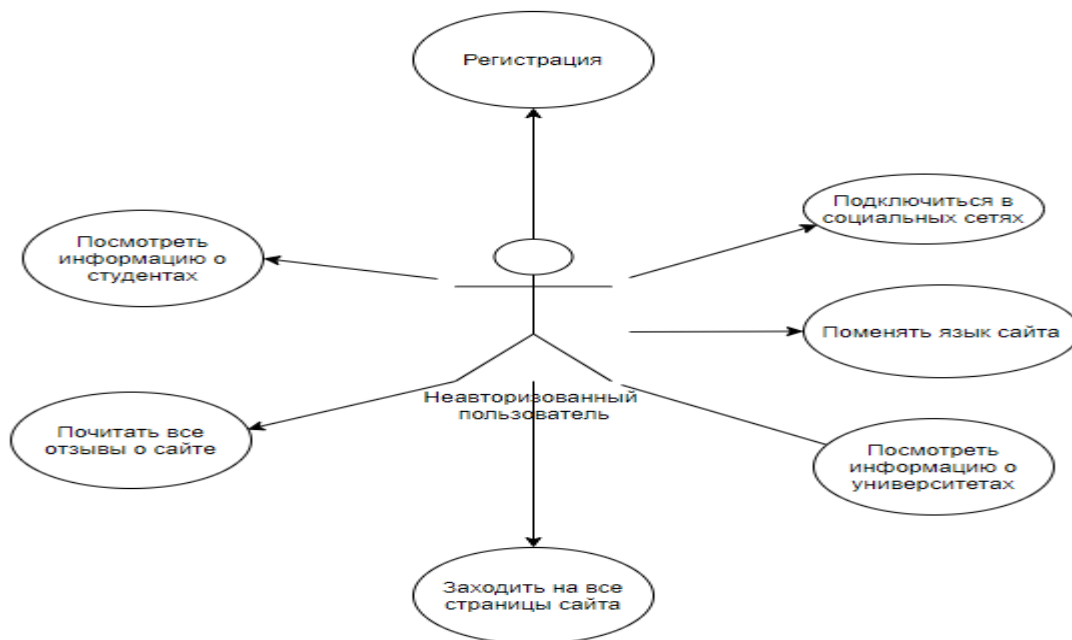 Регистрация
Подключиться в
социальных сетях
Посмотреть
информацию о
студентах
Поменять язык сайта
Неавторизованный
пользователь
Почитать все
отзывы о сайте
Посмотреть
информацию о
университетах
Заходить на все
страницы сайта